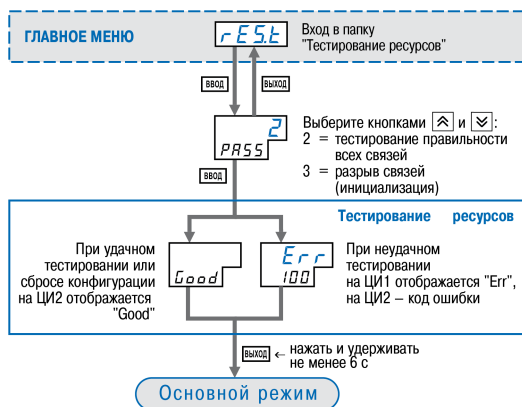 ГЛАВНОЕ МЕНЮ
rES.t
Вход в папку
"Тестирование ресурсов"
ВВОД
ВЫХОД
2
PASS
Выберите кнопками и :
2 = тестирование правильности
всех связей
3 = разрыв связей
(инициализация)
ВВОД
Тестирование ресурсов
При удачном
тестировании или
сбросе конфигурации
на ЦИ2 отображается
"Good"
Good
Err
100
При неудачном
тестировании
на ЦИ1 отображается "Err",
на ЦИ2 – код ошибки
ВЫХОД ← нажать и удерживать
не менее 6 с
Основной режим